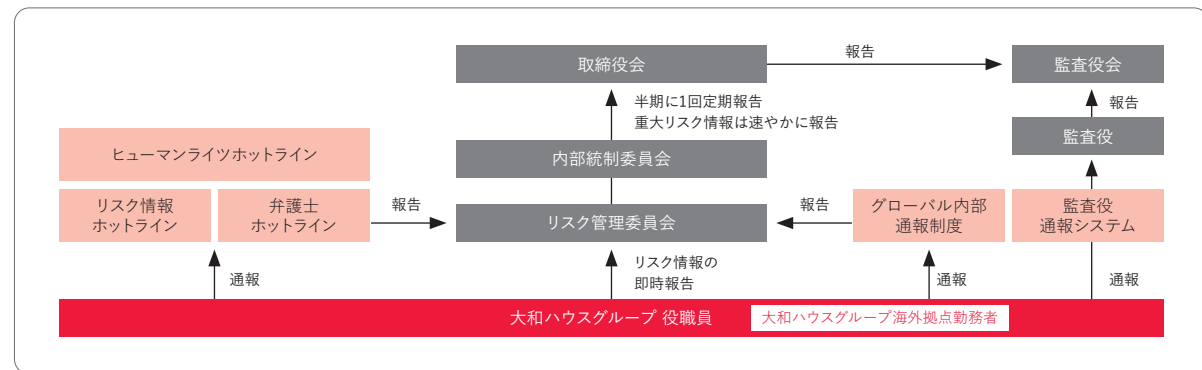 取締役会
報告
監査役会
半期に1回定期報告
重大リスク情報は速やかに報告
報告
ヒューマンライツホットライン
内部統制委員会
監査役
リスク情報
ホットライン
弁護士
ホットライン
報告
リスク管理委員会
報告
グローバル内部
通報制度
監査役
通報システム
通報
リスク情報の
即時報告
通報
通報
大和ハウスグループ 役職員
大和ハウスグループ海外拠点勤務者